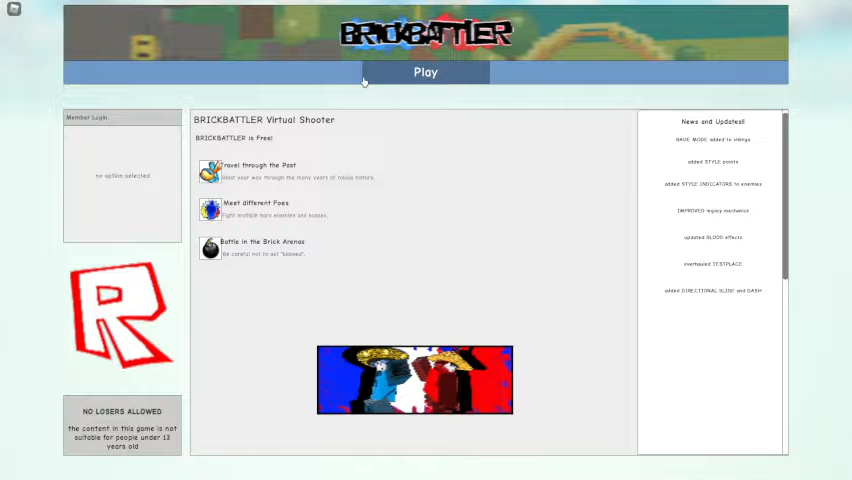 BRICKBATTLER
Play
Member Login
no option selected
NO LOSERS ALLOWED
the content in this game is not
suitable for people under 13
years old
BRICKBATTLER Virtual Shooter
BRICKBATTLER is Free!
Travel through the Past
Blast your way through the many years of roblox history.
Meet different Foes
Fight multiple hard enemies and bosses.
Battle in the Brick Arenas
Be careful not to get "bloxxed".
News and Updates!!
RAGE MODE added to vikings
added STYLE points
added STYLE INDICATORS to enemies
IMPROVED legacy mechanics
updated BLOOD effects
overhauled TESTPLACE
added DIRECTIONAL SLIDE and DASH